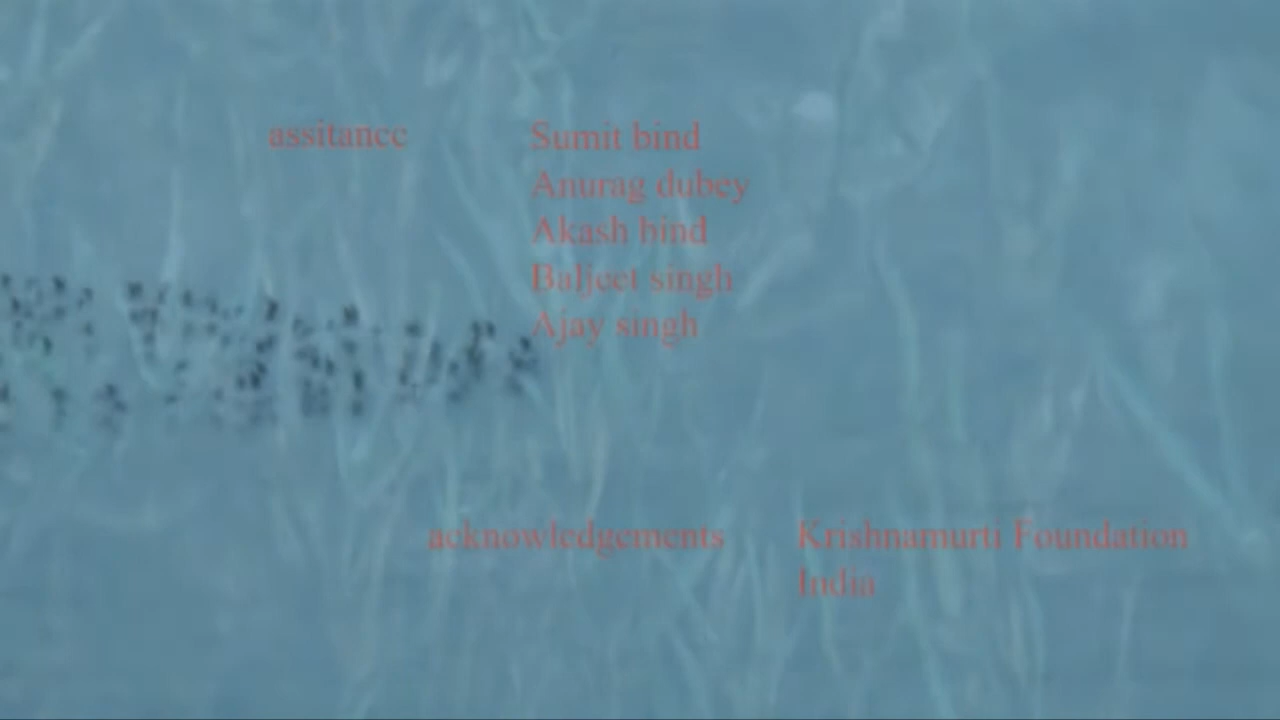 assitance
Sumit bind
Anurag dubey
Akash bind
Baljeet singh
Ajay singh
acknowledgements
Krishnamurti Foundation
India